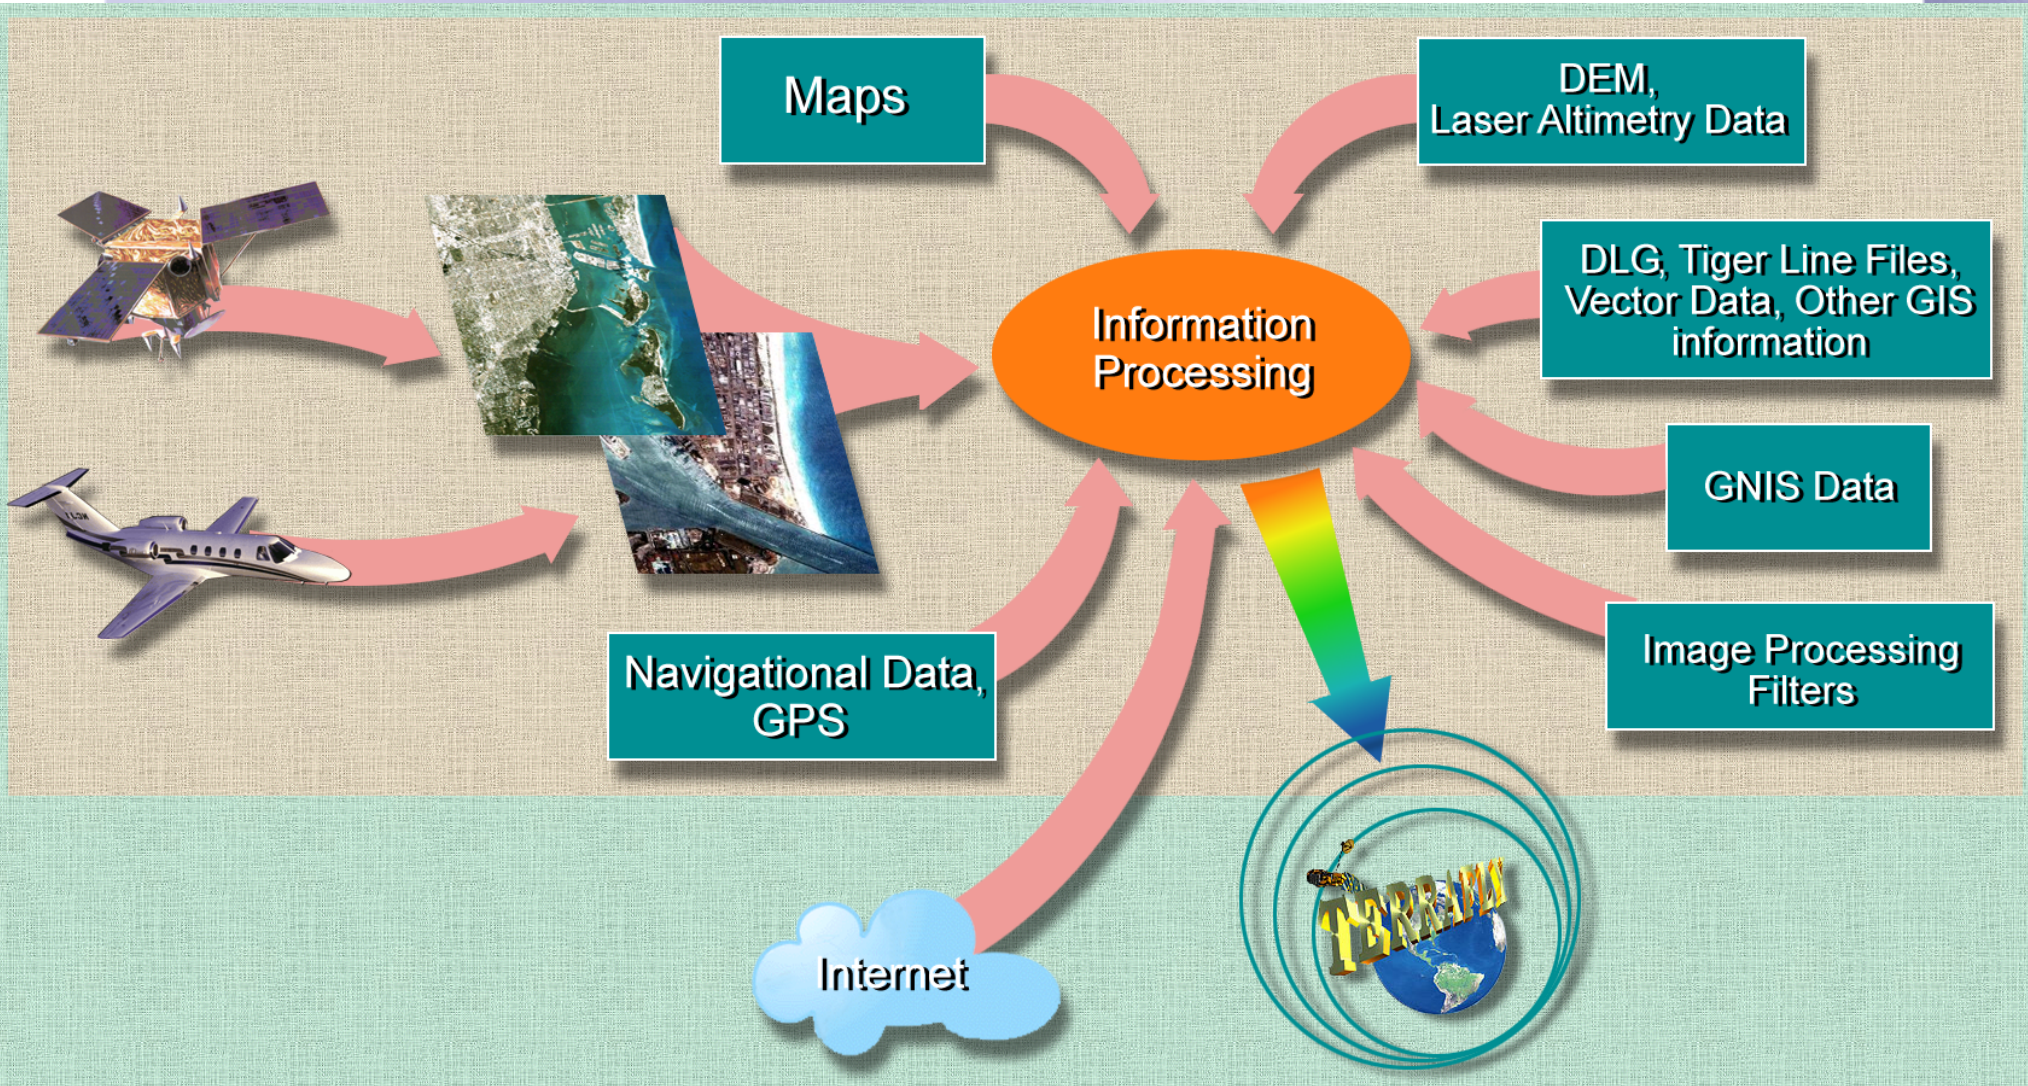 Maps
DEM,
Laser Altimetry Data
DLG, Tiger Line Files,
Vector Data, Other GIS
information
Information
Processing
GNIS Data
Image Processing
Filters
Navigational Data,
GPS
Internet
TERRAFLY